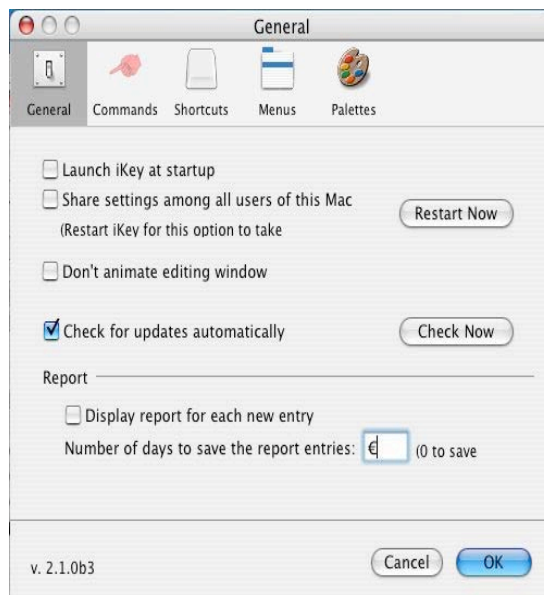 General
General Commands Shortcuts Menus Palettes
Launch iKey at startup
Share settings among all users of this Mac
(Restart iKey for this option to take
Restart Now
Don't animate editing window
Check for updates automatically
Check Now
Report
Display report for each new entry
Number of days to save the report entries: € (0 to save
v. 2.1.0b3
Cancel
OK